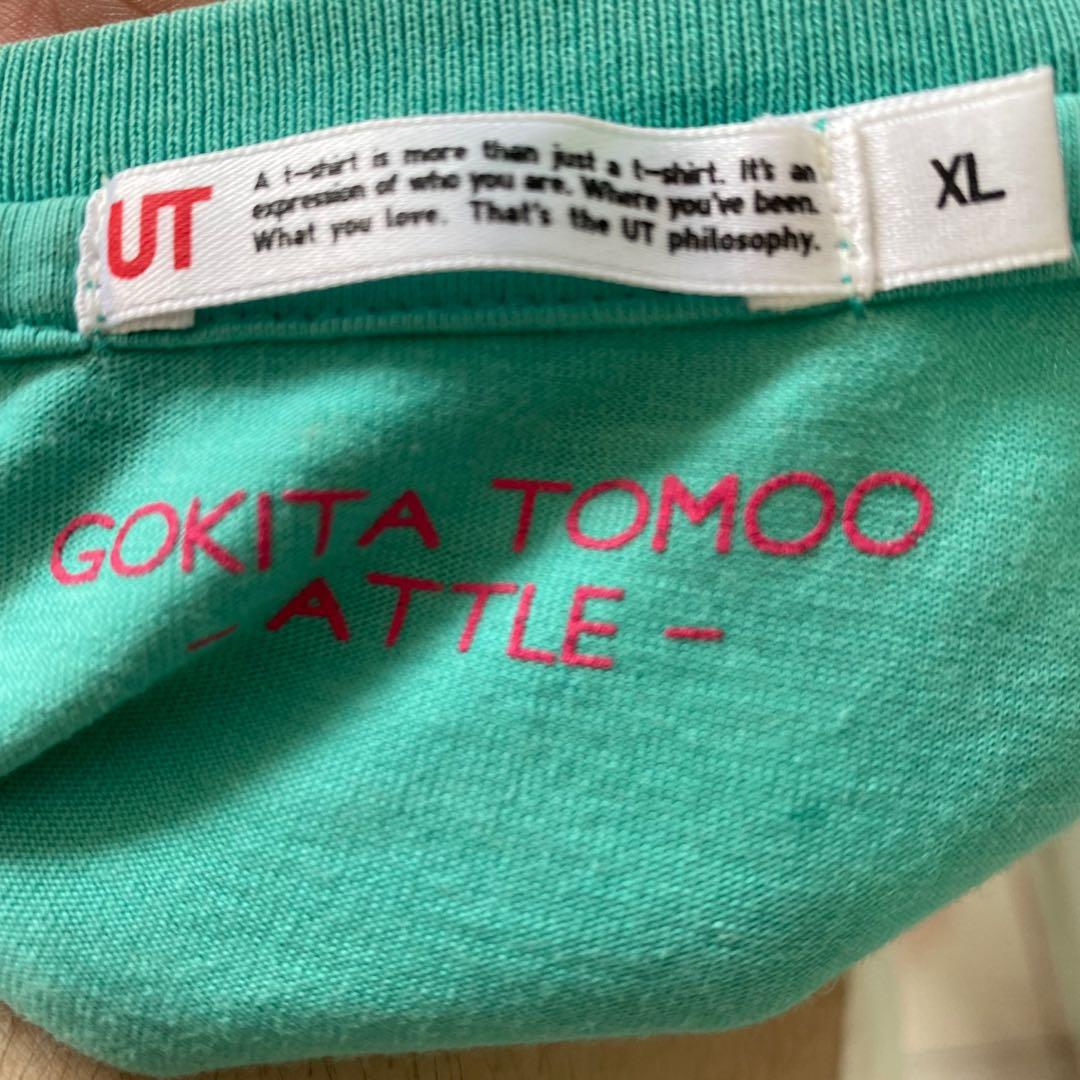 UT
A t-shirt is more than just a t-shirt. It's an
expression of who you are. Where you've been.
What you love. That's the UT philosophy.
XL
GOKITA TOMOO
- ATTLE -